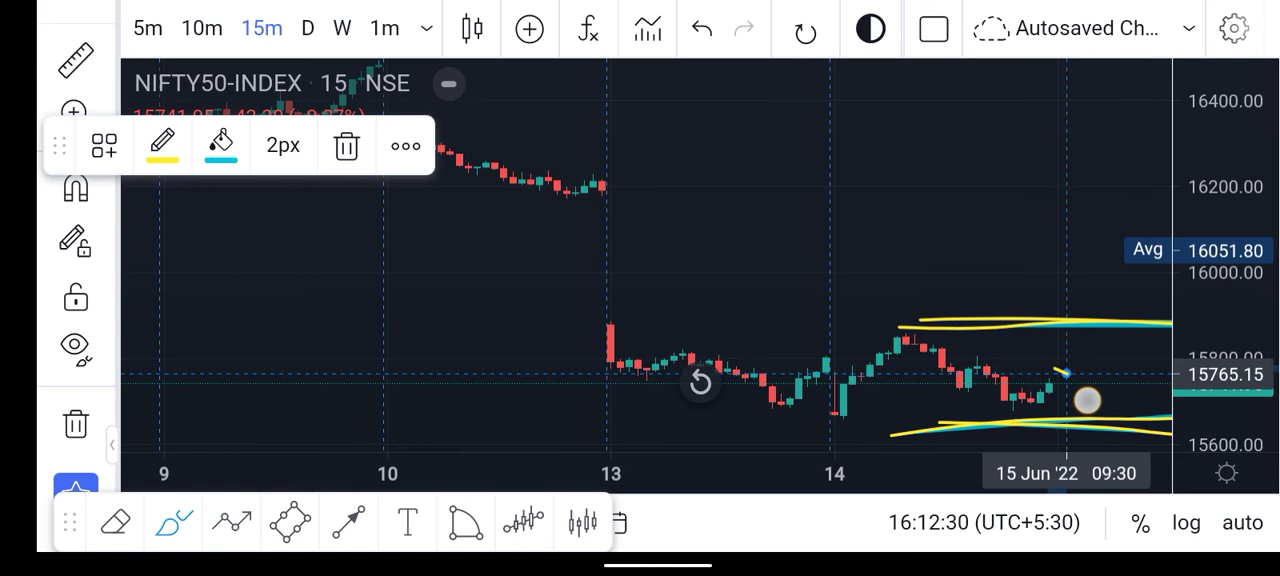 5m 10m 15m D W 1m Autosaved Ch...
NIFTY50-INDEX · 15 NSE
2px
16400.00
16200.00
Avg 16051.80
16000.00
15800.00
15765.15
15600.00
9 10 13 14 15 Jun '22 09:30
T 16:12:30 (UTC+5:30) % log auto